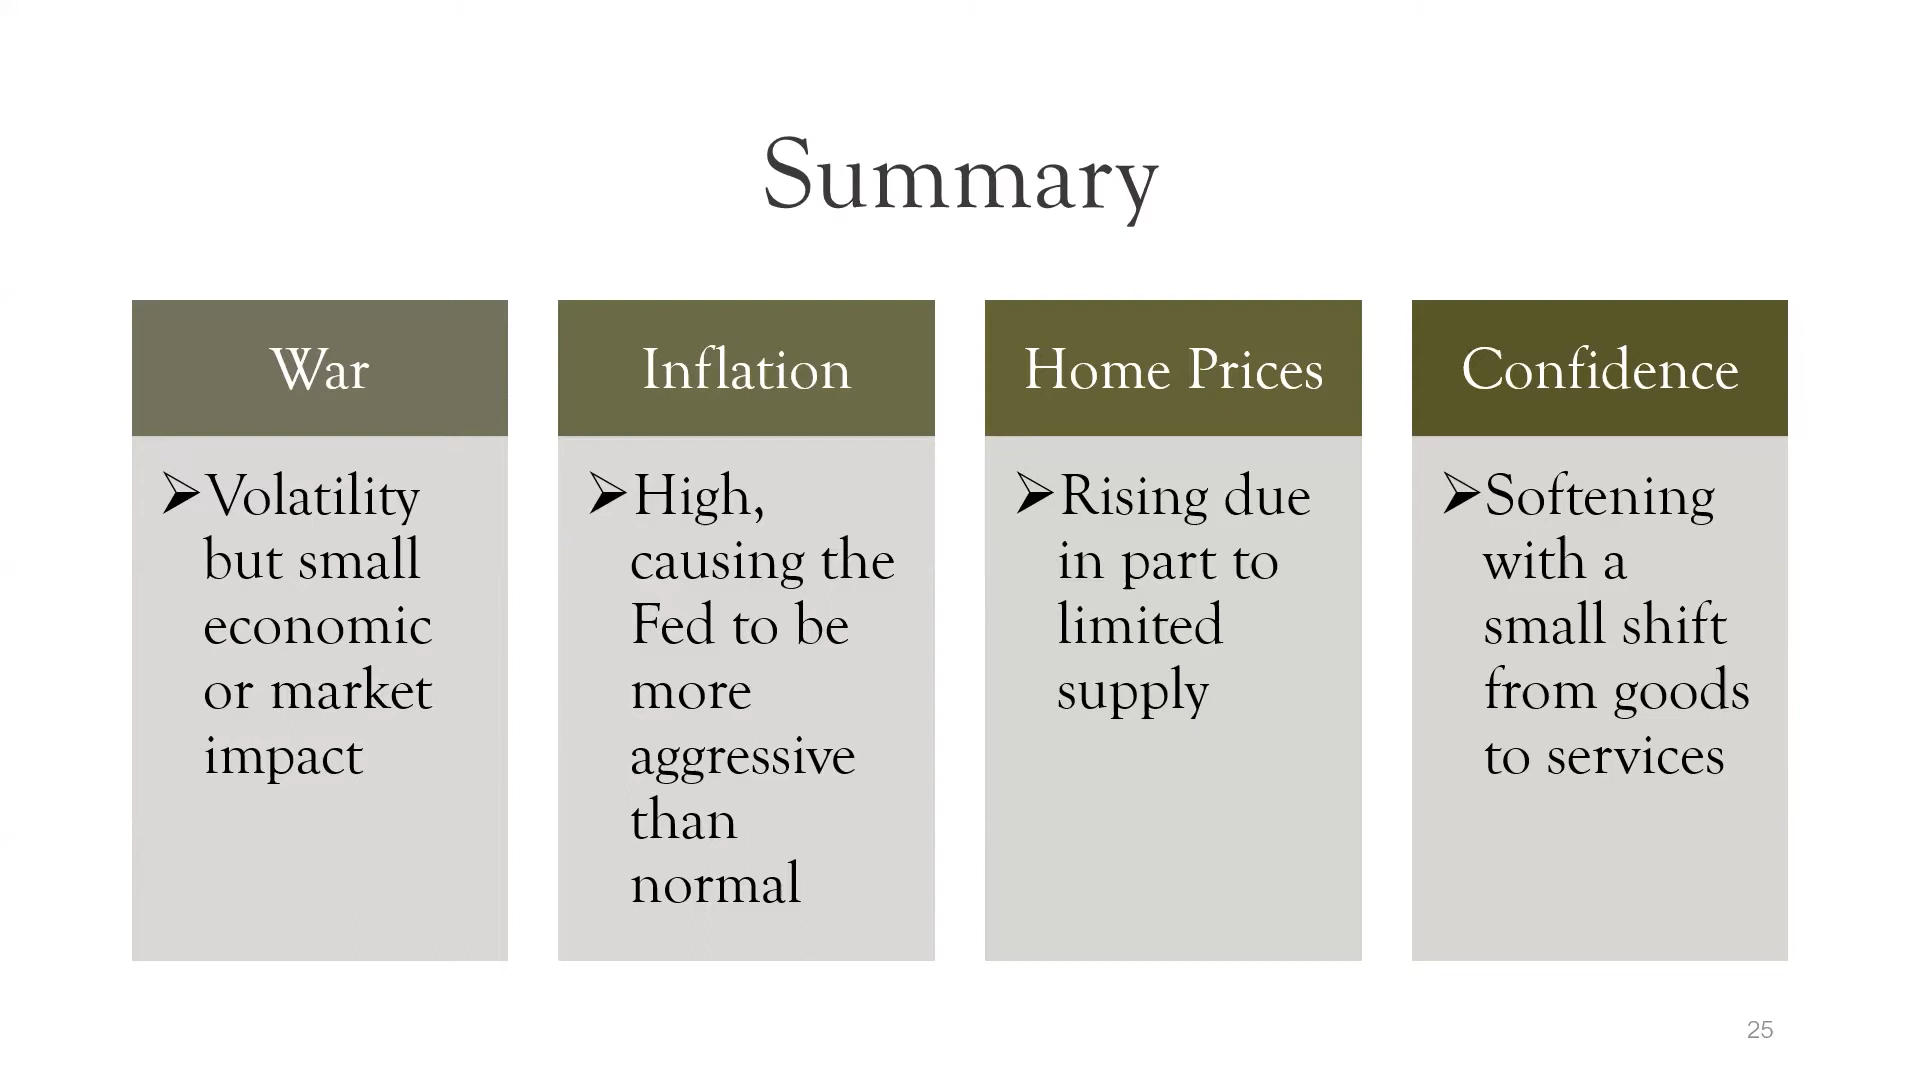 Summary
War
➢Volatility
but small
economic
or market
impact
Inflation
➢High,
causing the
Fed to be
more
aggressive
than
normal
Home Prices
➢Rising due
in part to
limited
supply
Confidence
➢Softening
with a
small shift
from goods
to services
25